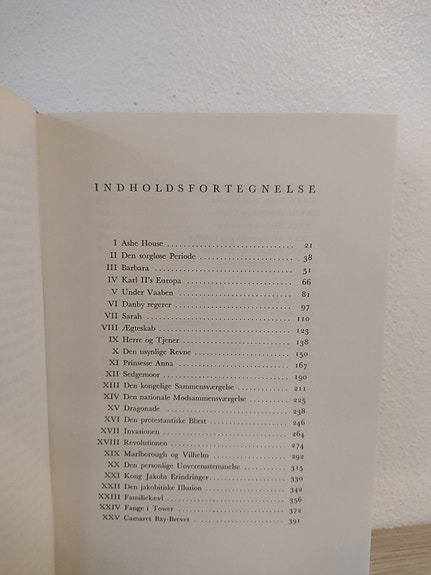 INDHOLDSFORTEGNELSE
I Ashe House .......... 21
II Den sorgløse Periode .......... 38
III Barbara .......... 51
IV Karl II's Europa .......... 66
V Under Vaaben .......... 81
VI Danby regerer .......... 97
VII Sarah .......... 110
VIII Ægteskab .......... 123
IX Herre og Tjener .......... 138
X Den usynlige Revne .......... 150
XI Prinsesse Anna .......... 167
XII Sedgemoor .......... 190
XIII Den kongelige Sammensværgelse .......... 211
XIV Den nationale Modsammensværgelse .......... 225
XV Dragonade .......... 238
XVI Den protestantiske Blæst .......... 246
XVII Invasionen .......... 264
XVIII Revolutionen .......... 274
XIX Marlborough og Vilhelm .......... 292
XX Den personlige Uoverensstemmelse .......... 315
XXI Kong Jakobs Erindringer .......... 330
XXII Den jakobitiske Illusion .......... 342
XXIII Familiekævl .......... 356
XXIV Fange i Tower .......... 372
XXV Camaret Bay-Brevet .......... 391